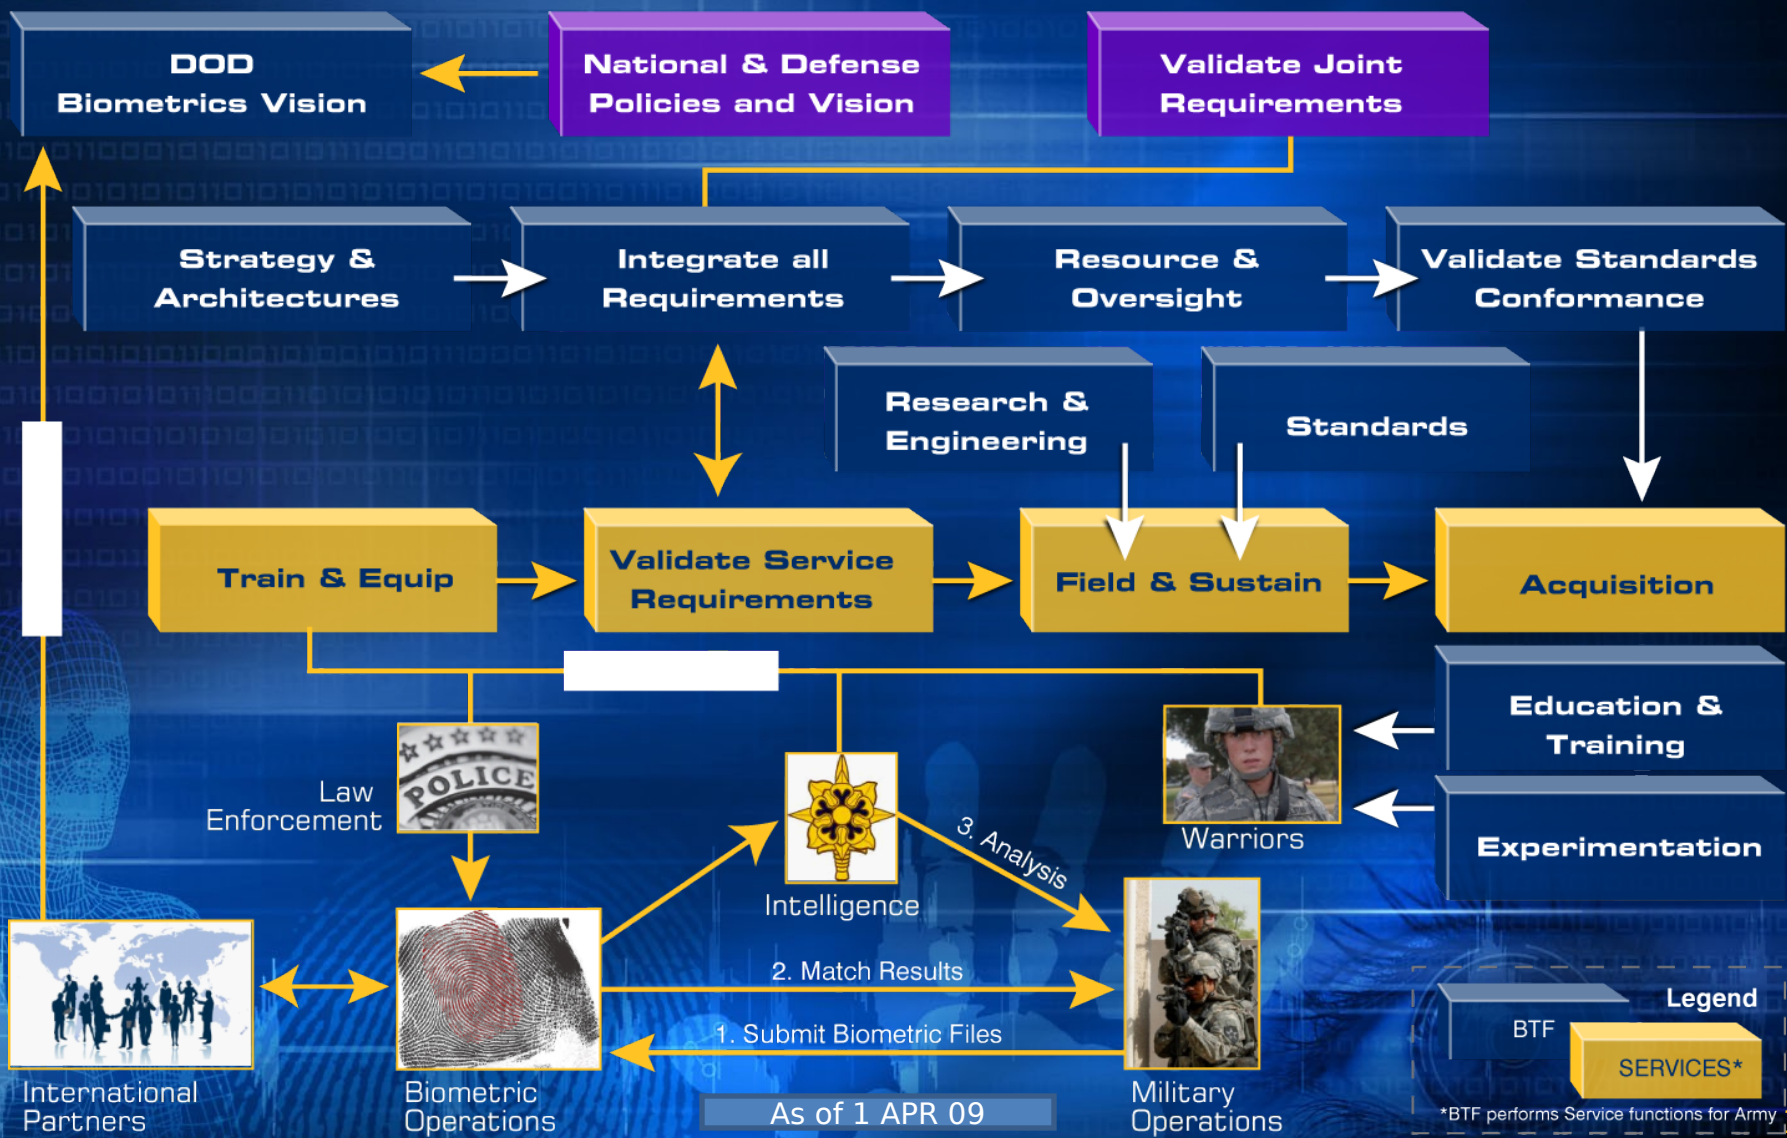 DOD
Biometrics Vision
National & Defense
Policies and Vision
Validate Joint
Requirements
Strategy &
Architectures
Integrate all
Requirements
Resource &
Oversight
Validate Standards
Conformance
Research &
Engineering
Standards
Train & Equip
Validate Service
Requirements
Field & Sustain
Acquisition
Education &
Training
Experimentation
Law
Enforcement
POLICE
Intelligence
3. Analysis
Warriors
2. Match Results
1. Submit Biometric Files
International
Partners
Biometric
Operations
As of 1 APR 09
Military
Operations
Legend
BTF
SERVICES*
*BTF performs Service functions for Army